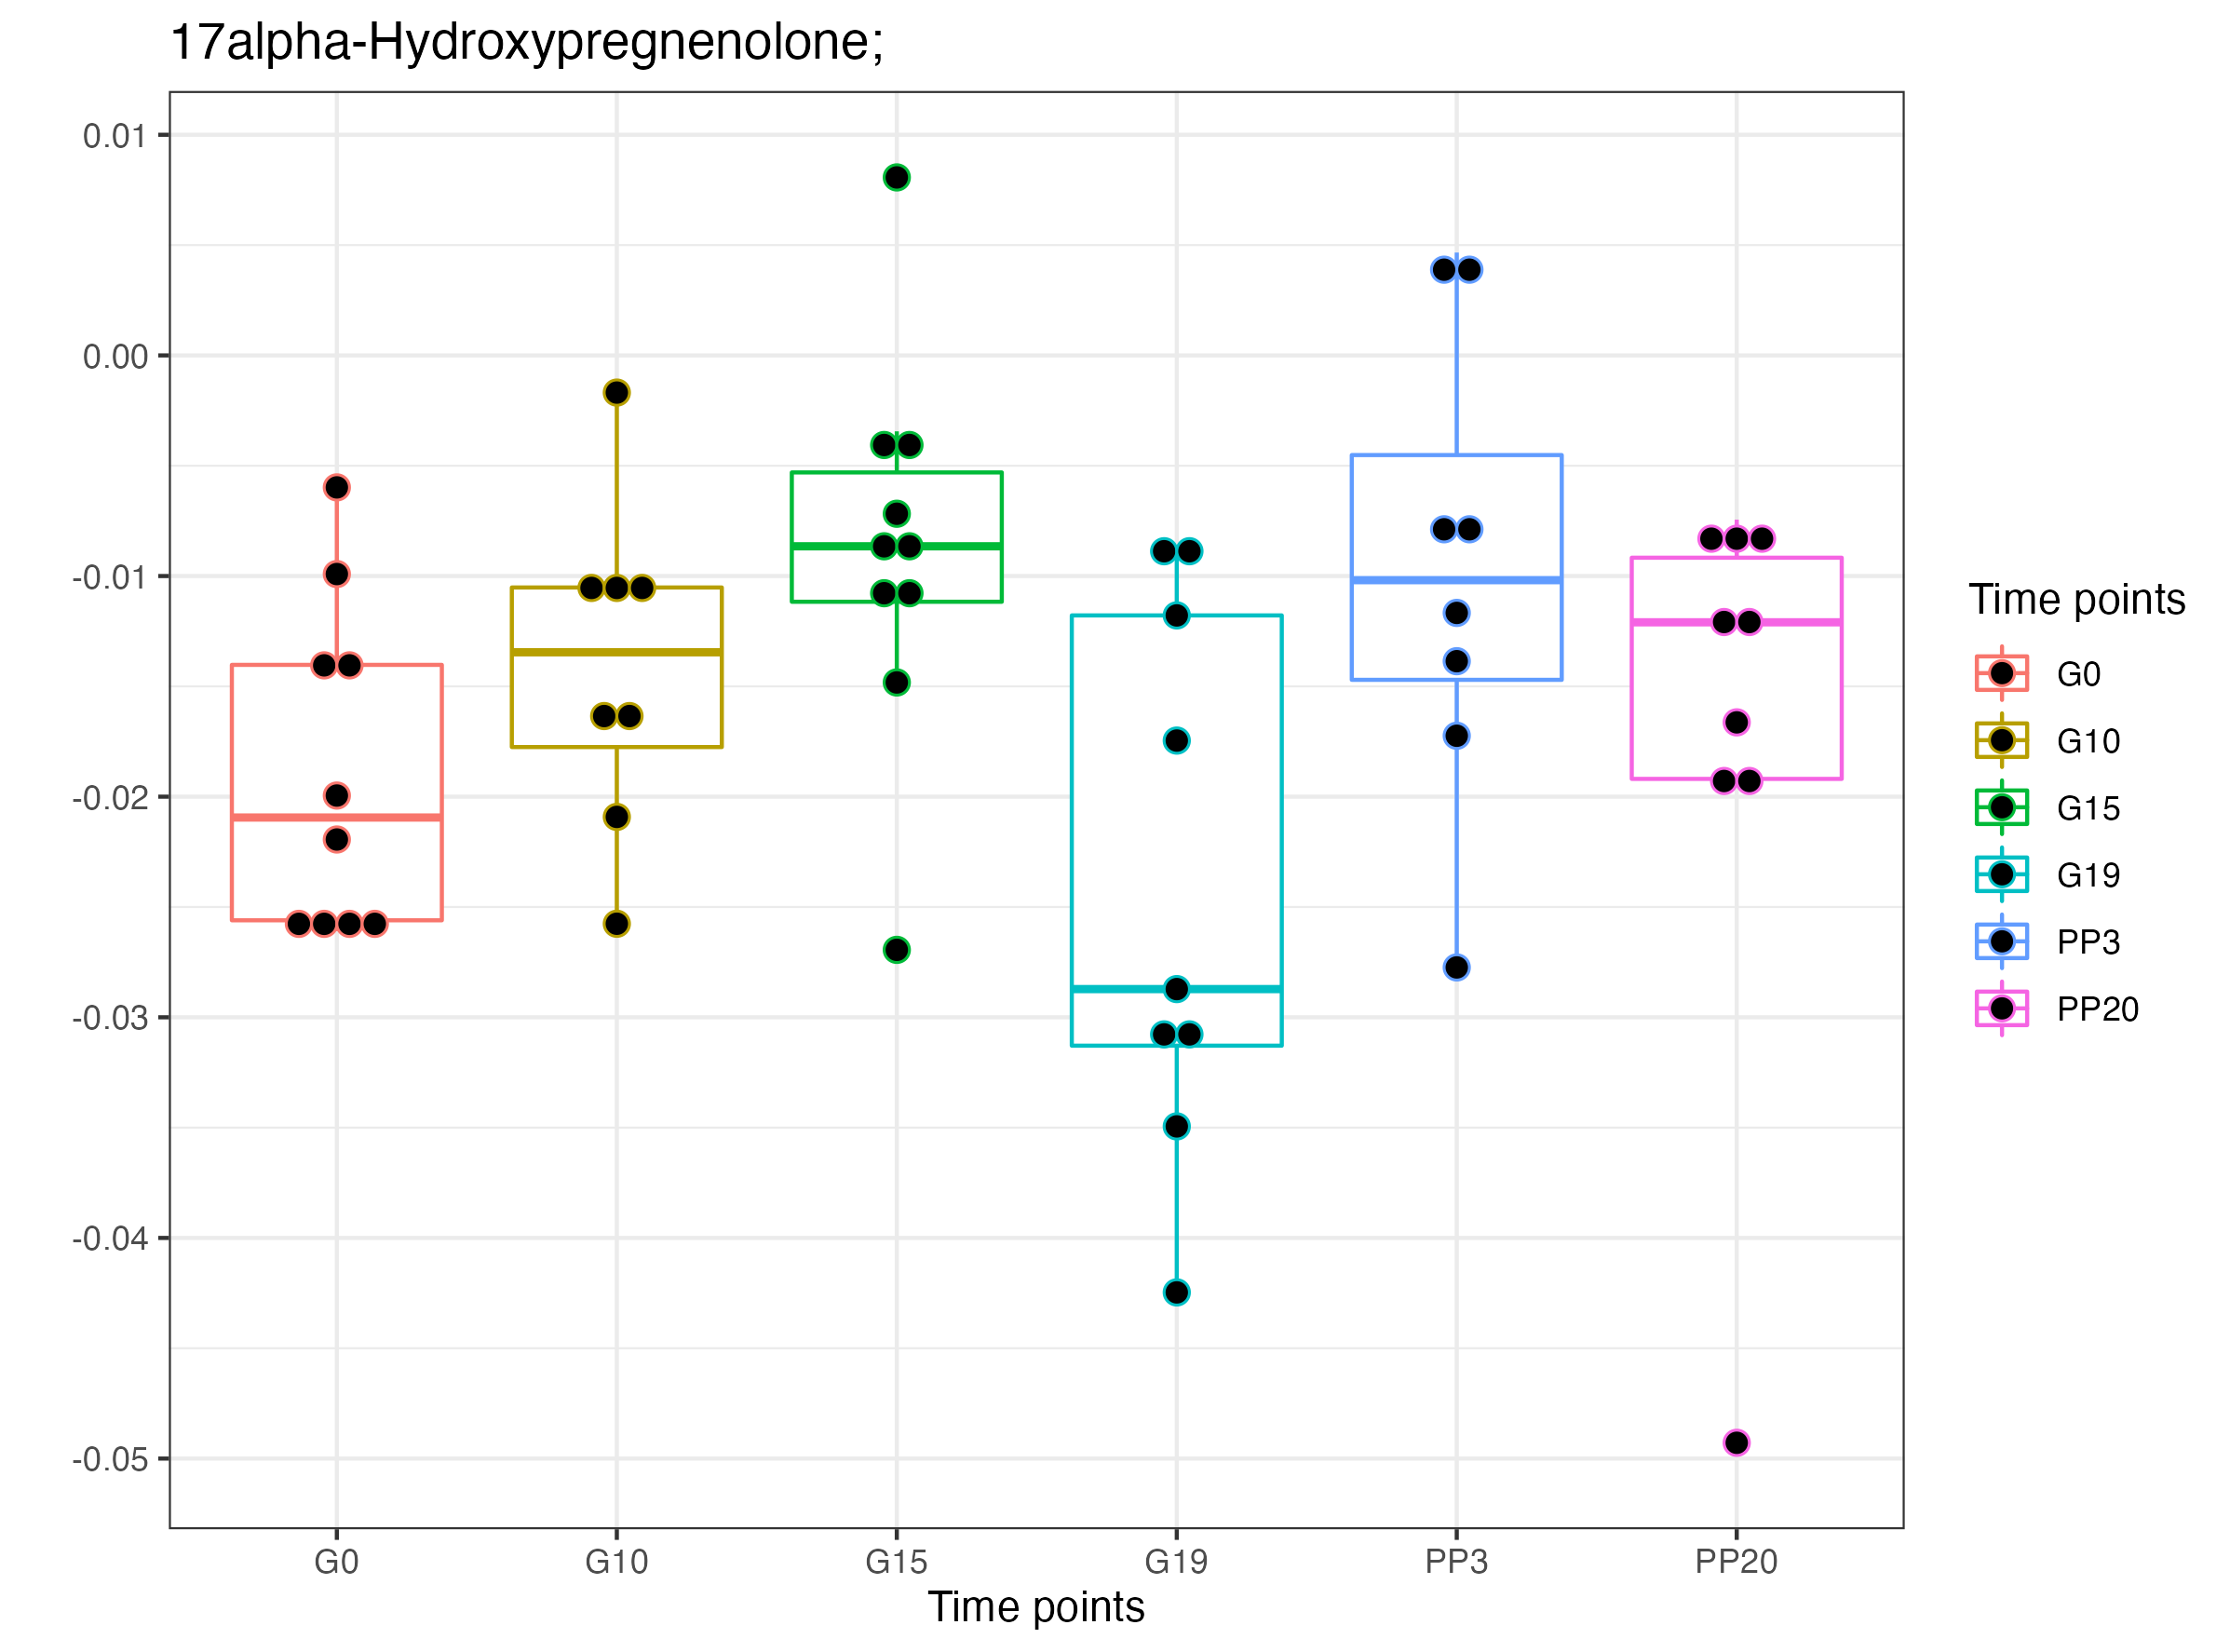 17alpha-Hydroxypregnenolone;
0.01
0.00
-0.01
-0.02
-0.03
-0.04
-0.05
G0 G10 G15 G19 PP3 PP20
Time points
Time points
G0
G10
G15
G19
PP3
PP20